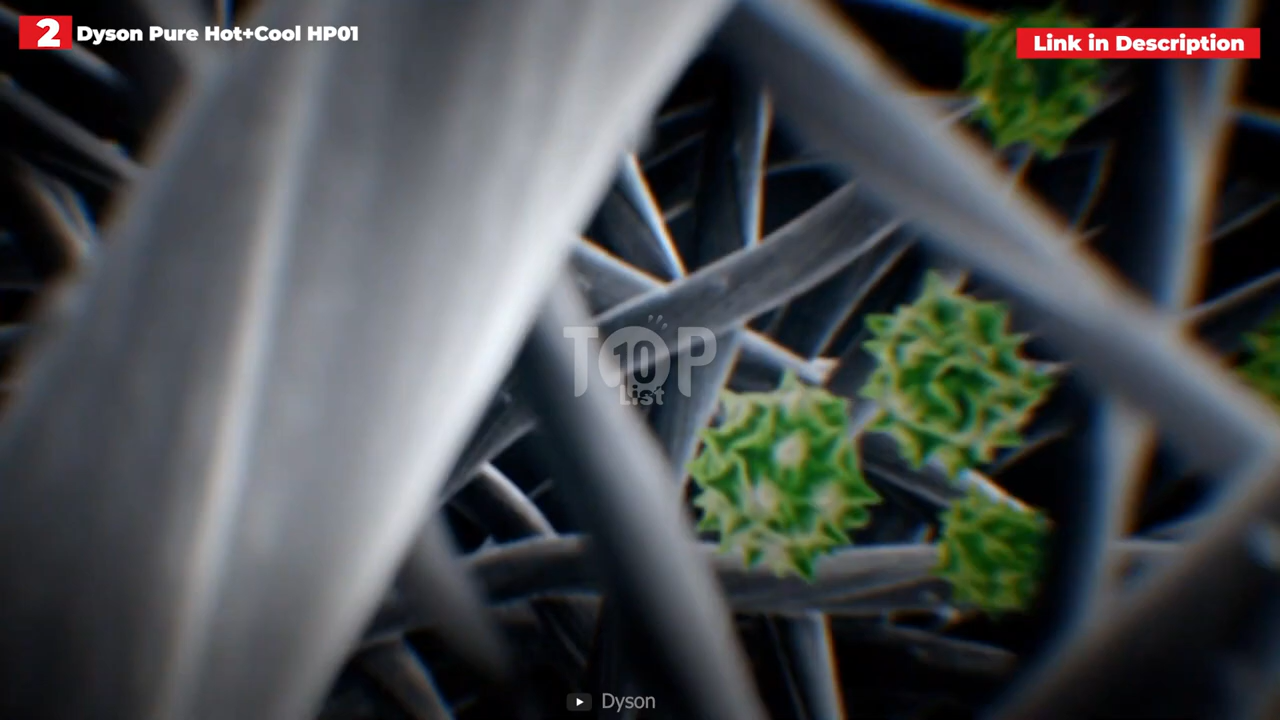 2 Dyson Pure Hot+Cool HP01
Link in Description
TOP
10
List
Dyson